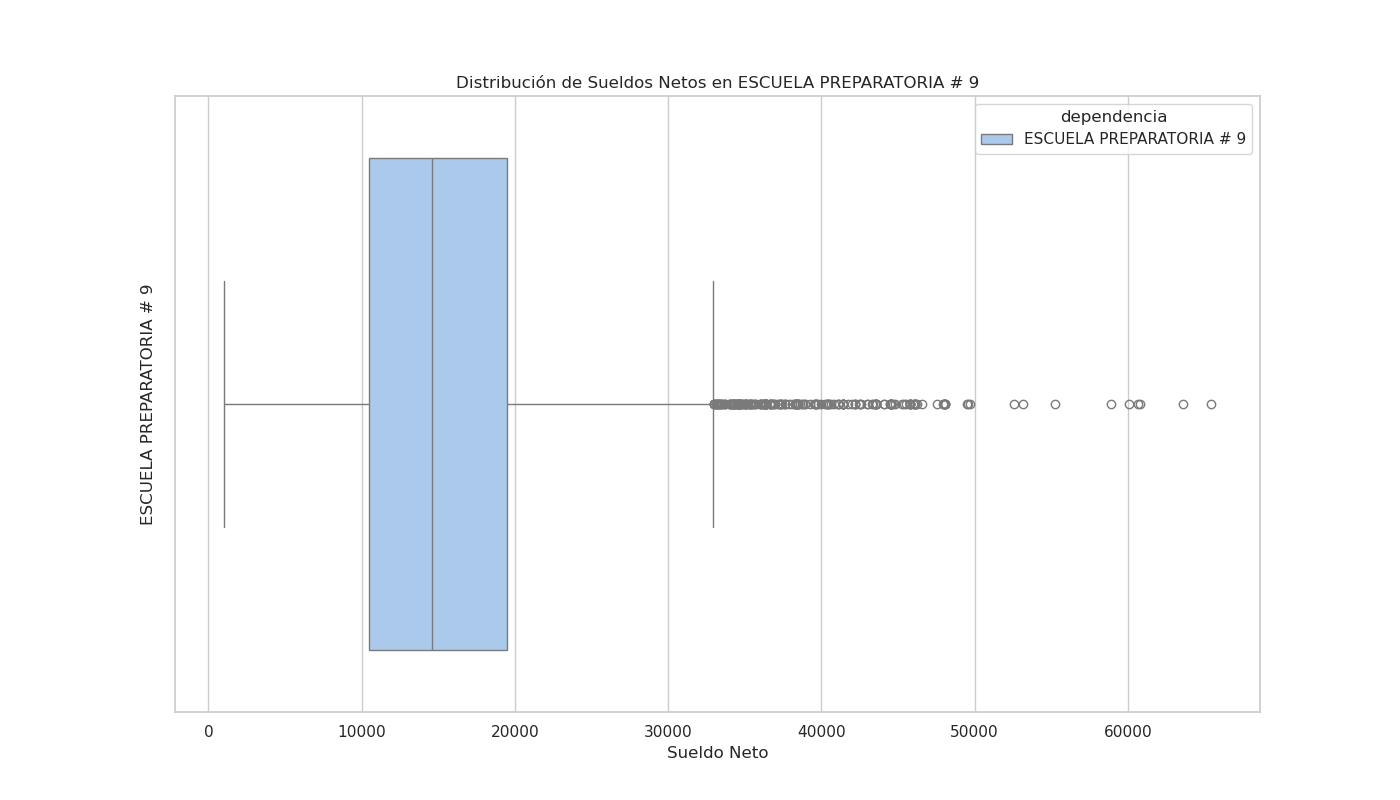 Distribución de Sueldos Netos en ESCUELA PREPARATORIA # 9
dependencia
ESCUELA PREPARATORIA # 9
ESCUELA PREPARATORIA # 9
0 10000 20000 30000 40000 50000 60000
Sueldo Neto